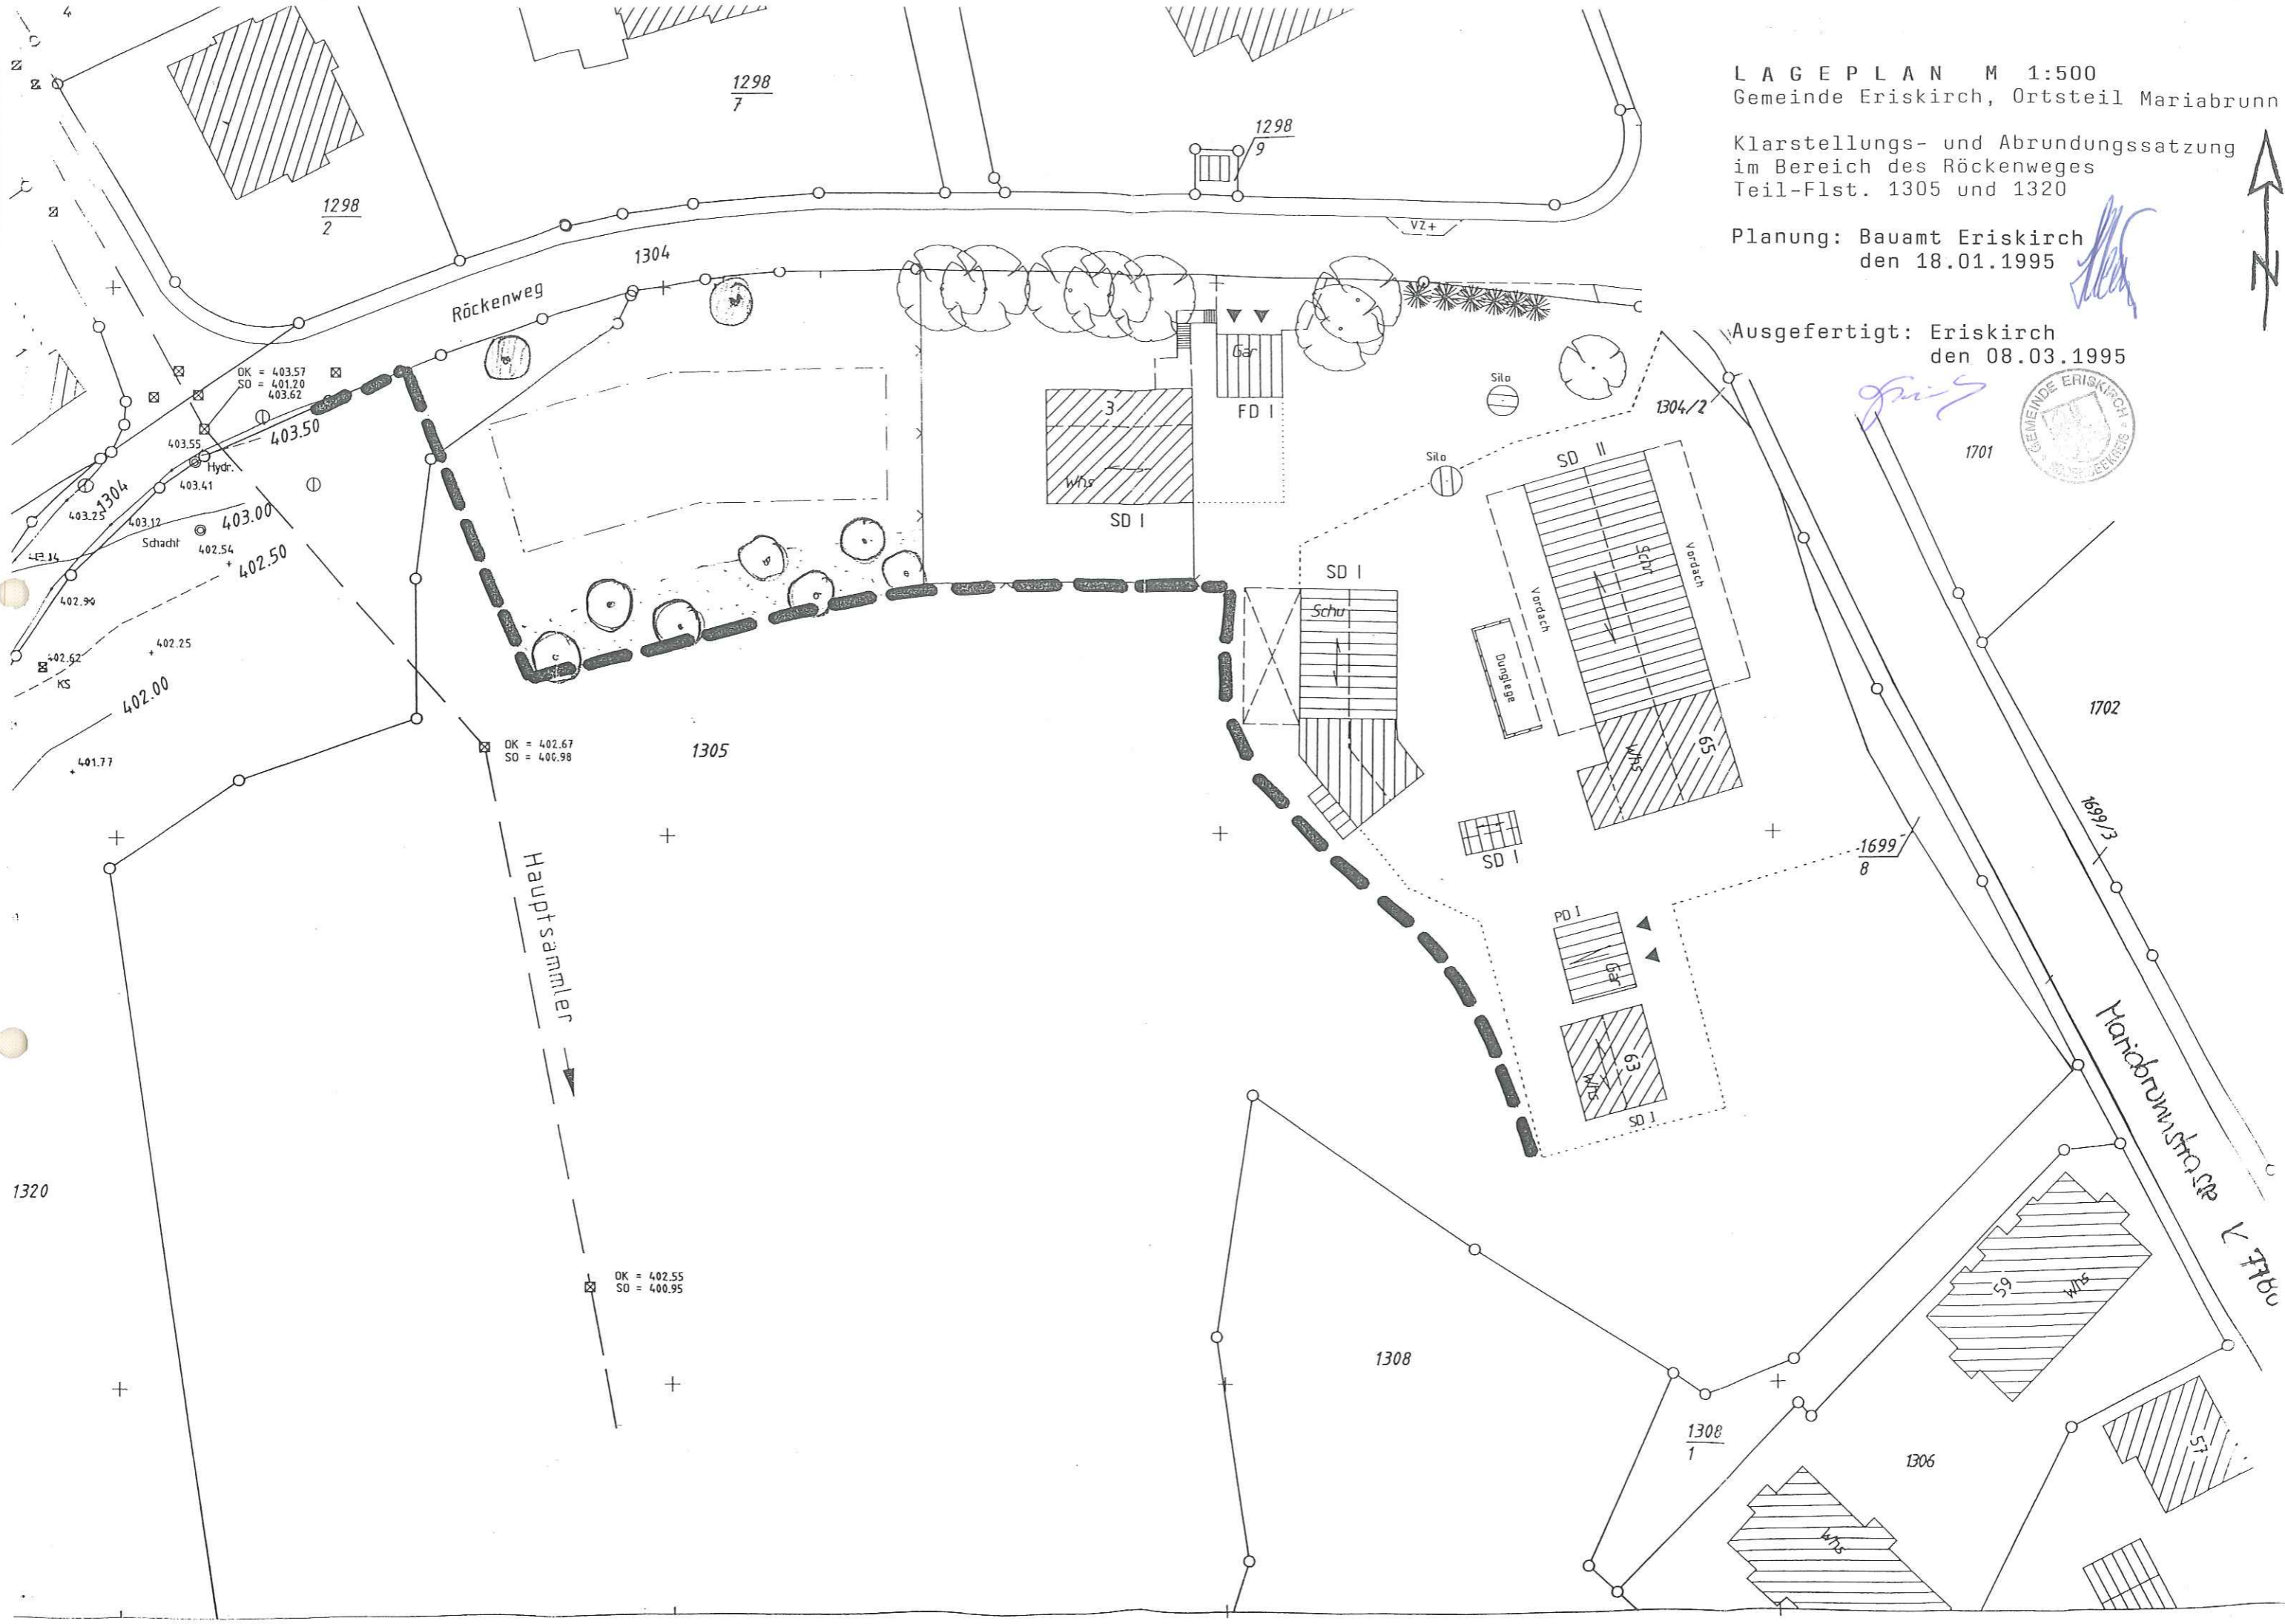 LAGEPLAN M 1:500
Gemeinde Eriskirch, Ortsteil Mariabrunn
Klarstellungs- und Abrundungssatzung
im Bereich des Röckenweges
Teil-Flst. 1305 und 1320
Planung: Bauamt Eriskirch
den 18.01.1995
Ausgefertigt: Eriskirch
den 08.03.1995
GEMEINDE ERISKIRCH
N
4
1298
7
1298
9
1298
2
VZ+
1304
Röckenweg
OK = 403.57
SO = 401.20
403.62
403.50
403.55
Hydr.
403.41
1304
403.25
403.12
403.00
Schacht
402.54
402.50
402.90
402.25
402.62
KS
402.00
401.77
Gar
FD I
3
Whs
SD I
Silo
Silo
1304/2
1701
SD II
Schr
Vordach
Vordach
SD I
Schu
Dunglege
65
Whs
1702
OK = 402.67
SO = 400.98
1305
SD I
1699/3
1699
8
Hauptsammler
PD I
Gar
63
Whs
SD I
Mariabrunnstrasse K 7780
1320
OK = 402.55
SO = 400.95
59
Whs
1308
1308
1
1306
57
Whs